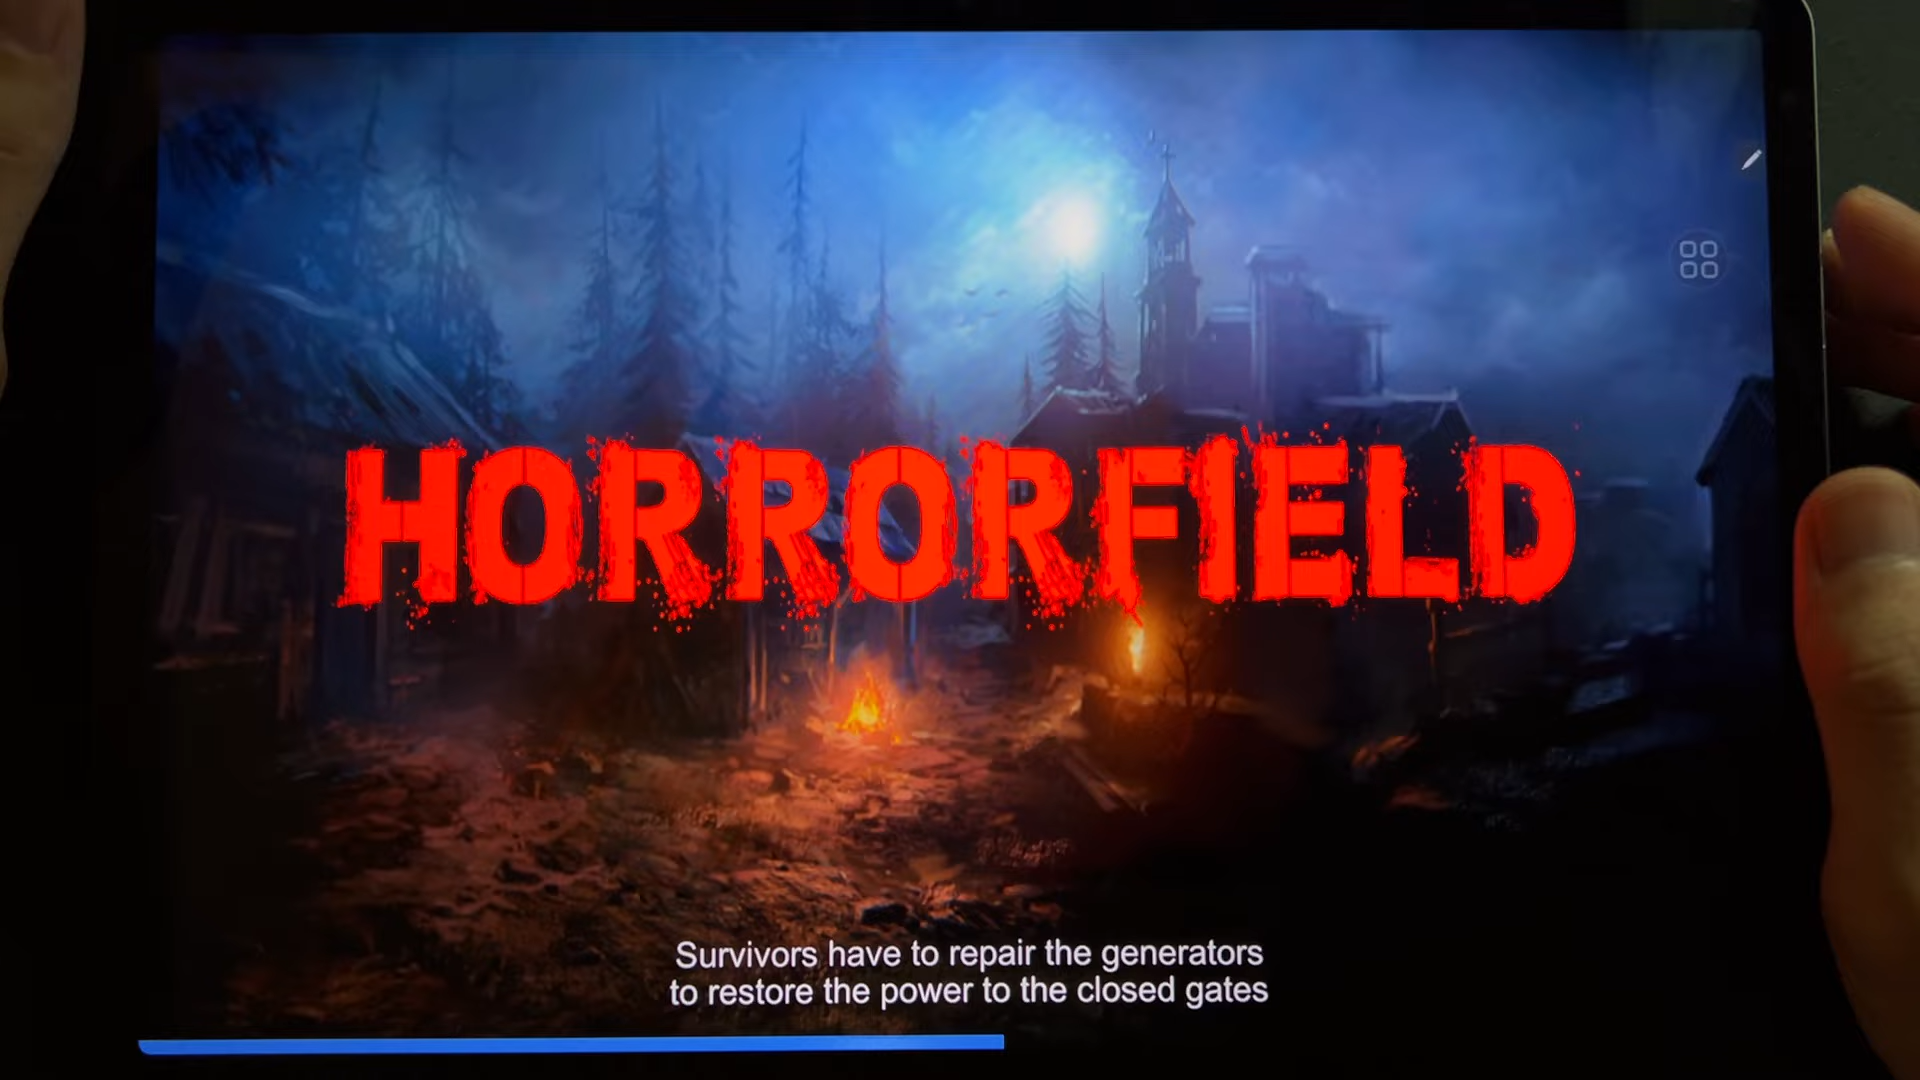 HORRORFIELD
Survivors have to repair the generators
to restore the power to the closed gates